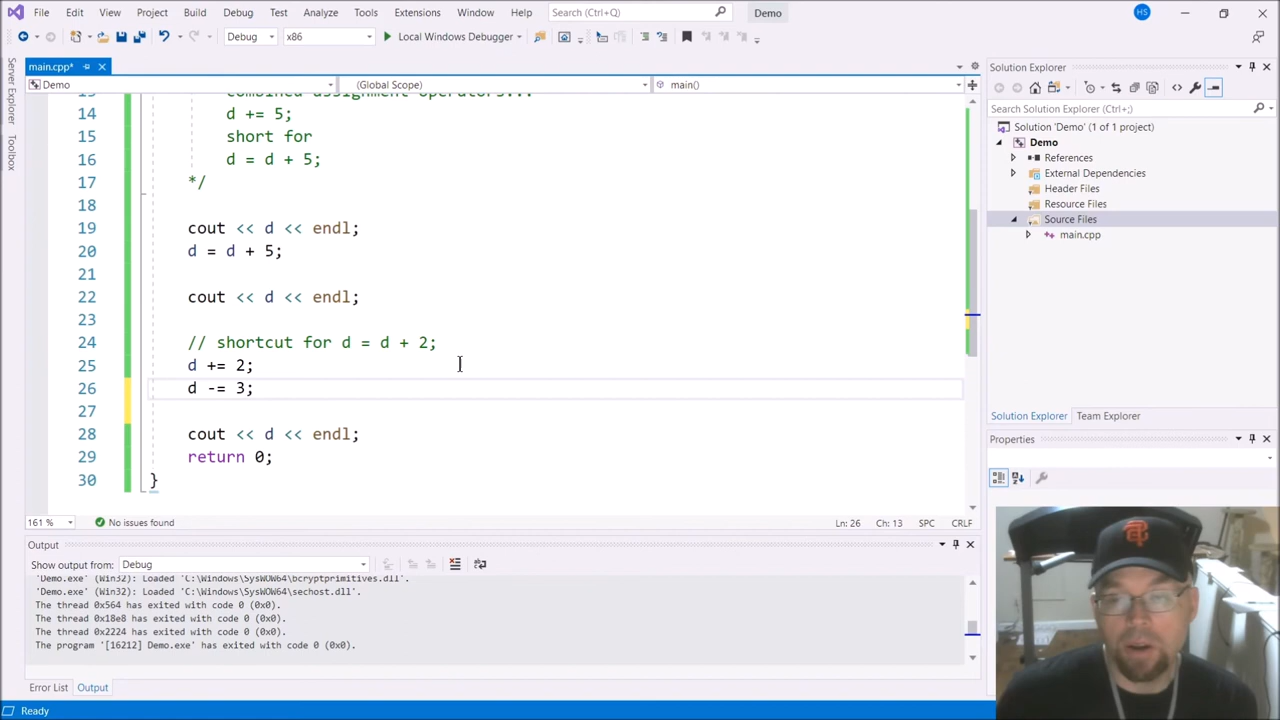 File Edit View Project Build Debug Test Analyze Tools Extensions Window Help Search (Ctrl+Q) Demo HS
Debug x86 Local Windows Debugger
main.cpp*
Demo (Global Scope) main()
Server Explorer
Toolbox
combined assignment operators...
14 d += 5;
15 short for
16 d = d + 5;
17 */
18
19 cout << d << endl;
20 d = d + 5;
21
22 cout << d << endl;
23
24 // shortcut for d = d + 2;
25 d += 2;
26 d -= 3;
27
28 cout << d << endl;
29 return 0;
30 }
161 % No issues found Ln: 26 Ch: 13 SPC CRLF
Output
Show output from: Debug
'Demo.exe' (Win32): Loaded 'C:\Windows\SysWOW64\bcryptprimitives.dll'.
'Demo.exe' (Win32): Loaded 'C:\Windows\SysWOW64\sechost.dll'.
The thread 0x564 has exited with code 0 (0x0).
The thread 0x18e8 has exited with code 0 (0x0).
The thread 0x2224 has exited with code 0 (0x0).
The program '[16212] Demo.exe' has exited with code 0 (0x0).
Error List Output
Ready
Solution Explorer
Search Solution Explorer (Ctrl+;)
Solution 'Demo' (1 of 1 project)
Demo
References
External Dependencies
Header Files
Resource Files
Source Files
main.cpp
Solution Explorer Team Explorer
Properties